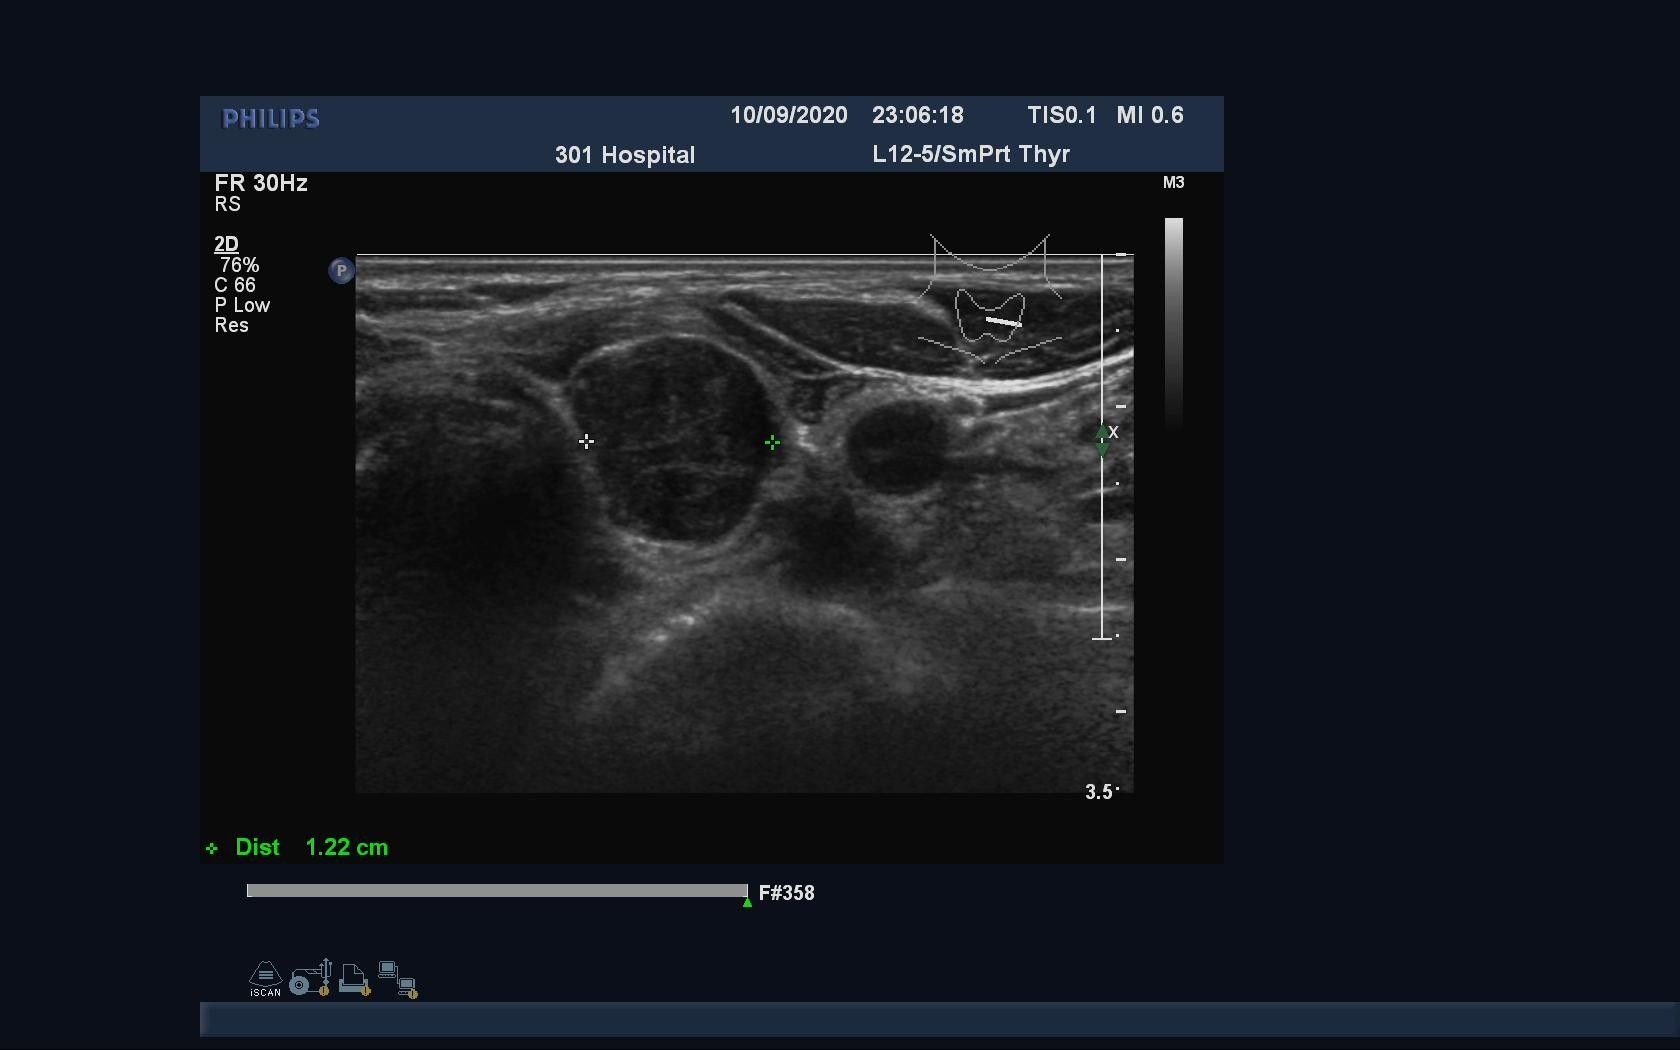 PHILIPS
10/09/2020 23:06:18 TIS0.1 MI 0.6
301 Hospital L12-5/SmPrt Thyr
FR 30Hz
RS
M3
2D
76%
C 66
P Low
Res
P
X
3.5
Dist 1.22 cm
F#358
iSCAN